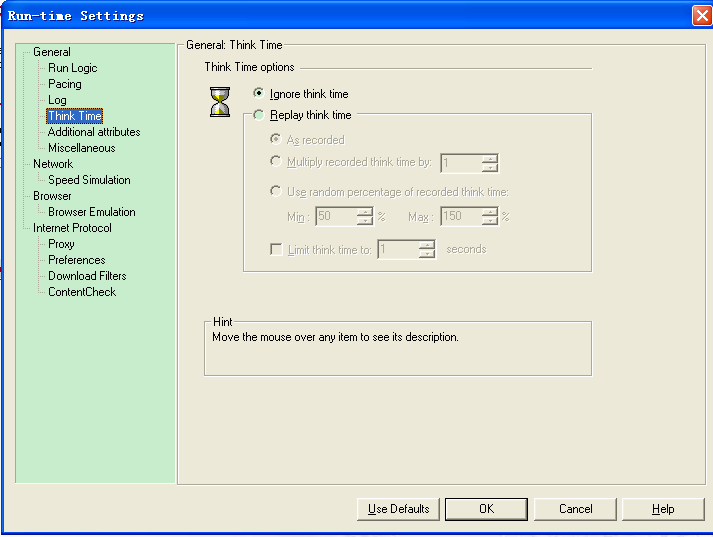 Run-time Settings
General
Run Logic
Pacing
Log
Think Time
Additional attributes
Miscellaneous
Network
Speed Simulation
Browser
Browser Emulation
Internet Protocol
Proxy
Preferences
Download Filters
ContentCheck
General: Think Time
Think Time options
Ignore think time
Replay think time
As recorded
Multiply recorded think time by: 1
Use random percentage of recorded think time:
Min : 50 % Max : 150 %
Limit think time to: 1 seconds
Hint
Move the mouse over any item to see its description.
Use Defaults OK Cancel Help